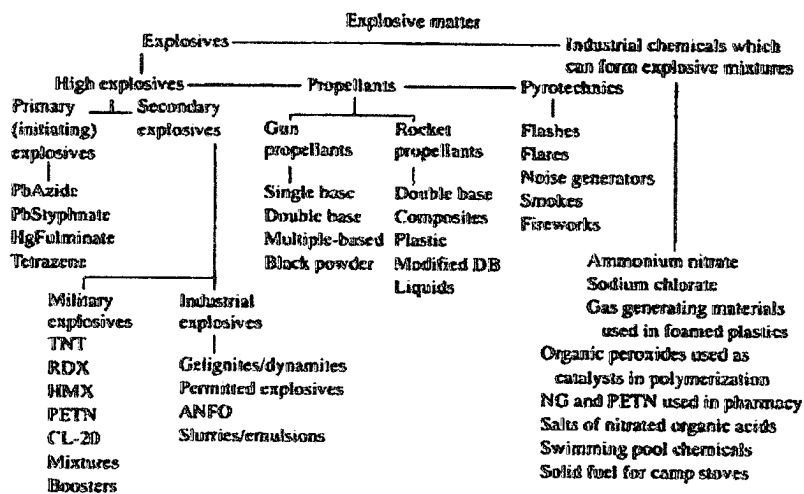 Explosive matter
Explosives
Industrial chemicals which
can form explosive mixtures
High explosives
Propellants
Pyrotechnics
Primary
(initiating)
explosives
Secondary
explosives
Gun
propellants
Rocket
propellants
Flashes
Flares
Noise generators
Smokes
Fireworks
PbAzide
PbStyphnate
HgFulminate
Tetrazene
Single base
Double base
Multiple-based
Black powder
Double base
Composites
Plastic
Modified DB
Liquids
Military
explosives
TNT
RDX
HMX
PETN
CL-20
Mixtures
Boosters
Industrial
explosives
Gelignites/dynamites
Permitted explosives
ANFO
Slurries/emulsions
Ammonium nitrate
Sodium chlorate
Gas generating materials
used in foamed plastics
Organic peroxides used as
catalysts in polymerization
NG and PETN used in pharmacy
Salts of nitrated organic acids
Swimming pool chemicals
Solid fuel for camp stoves